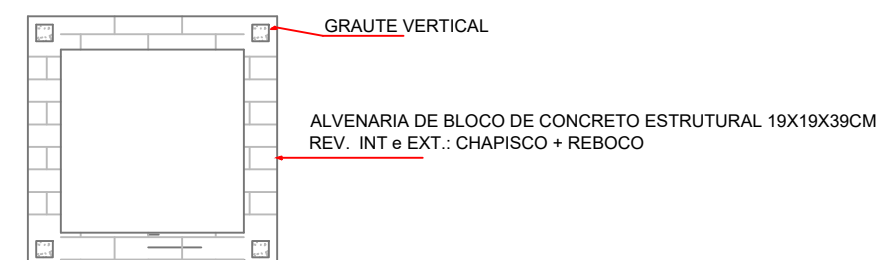 GRAUTE VERTICAL
ALVENARIA DE BLOCO DE CONCRETO ESTRUTURAL 19X19X39CM
REV. INT e EXT.: CHAPISCO + REBOCO